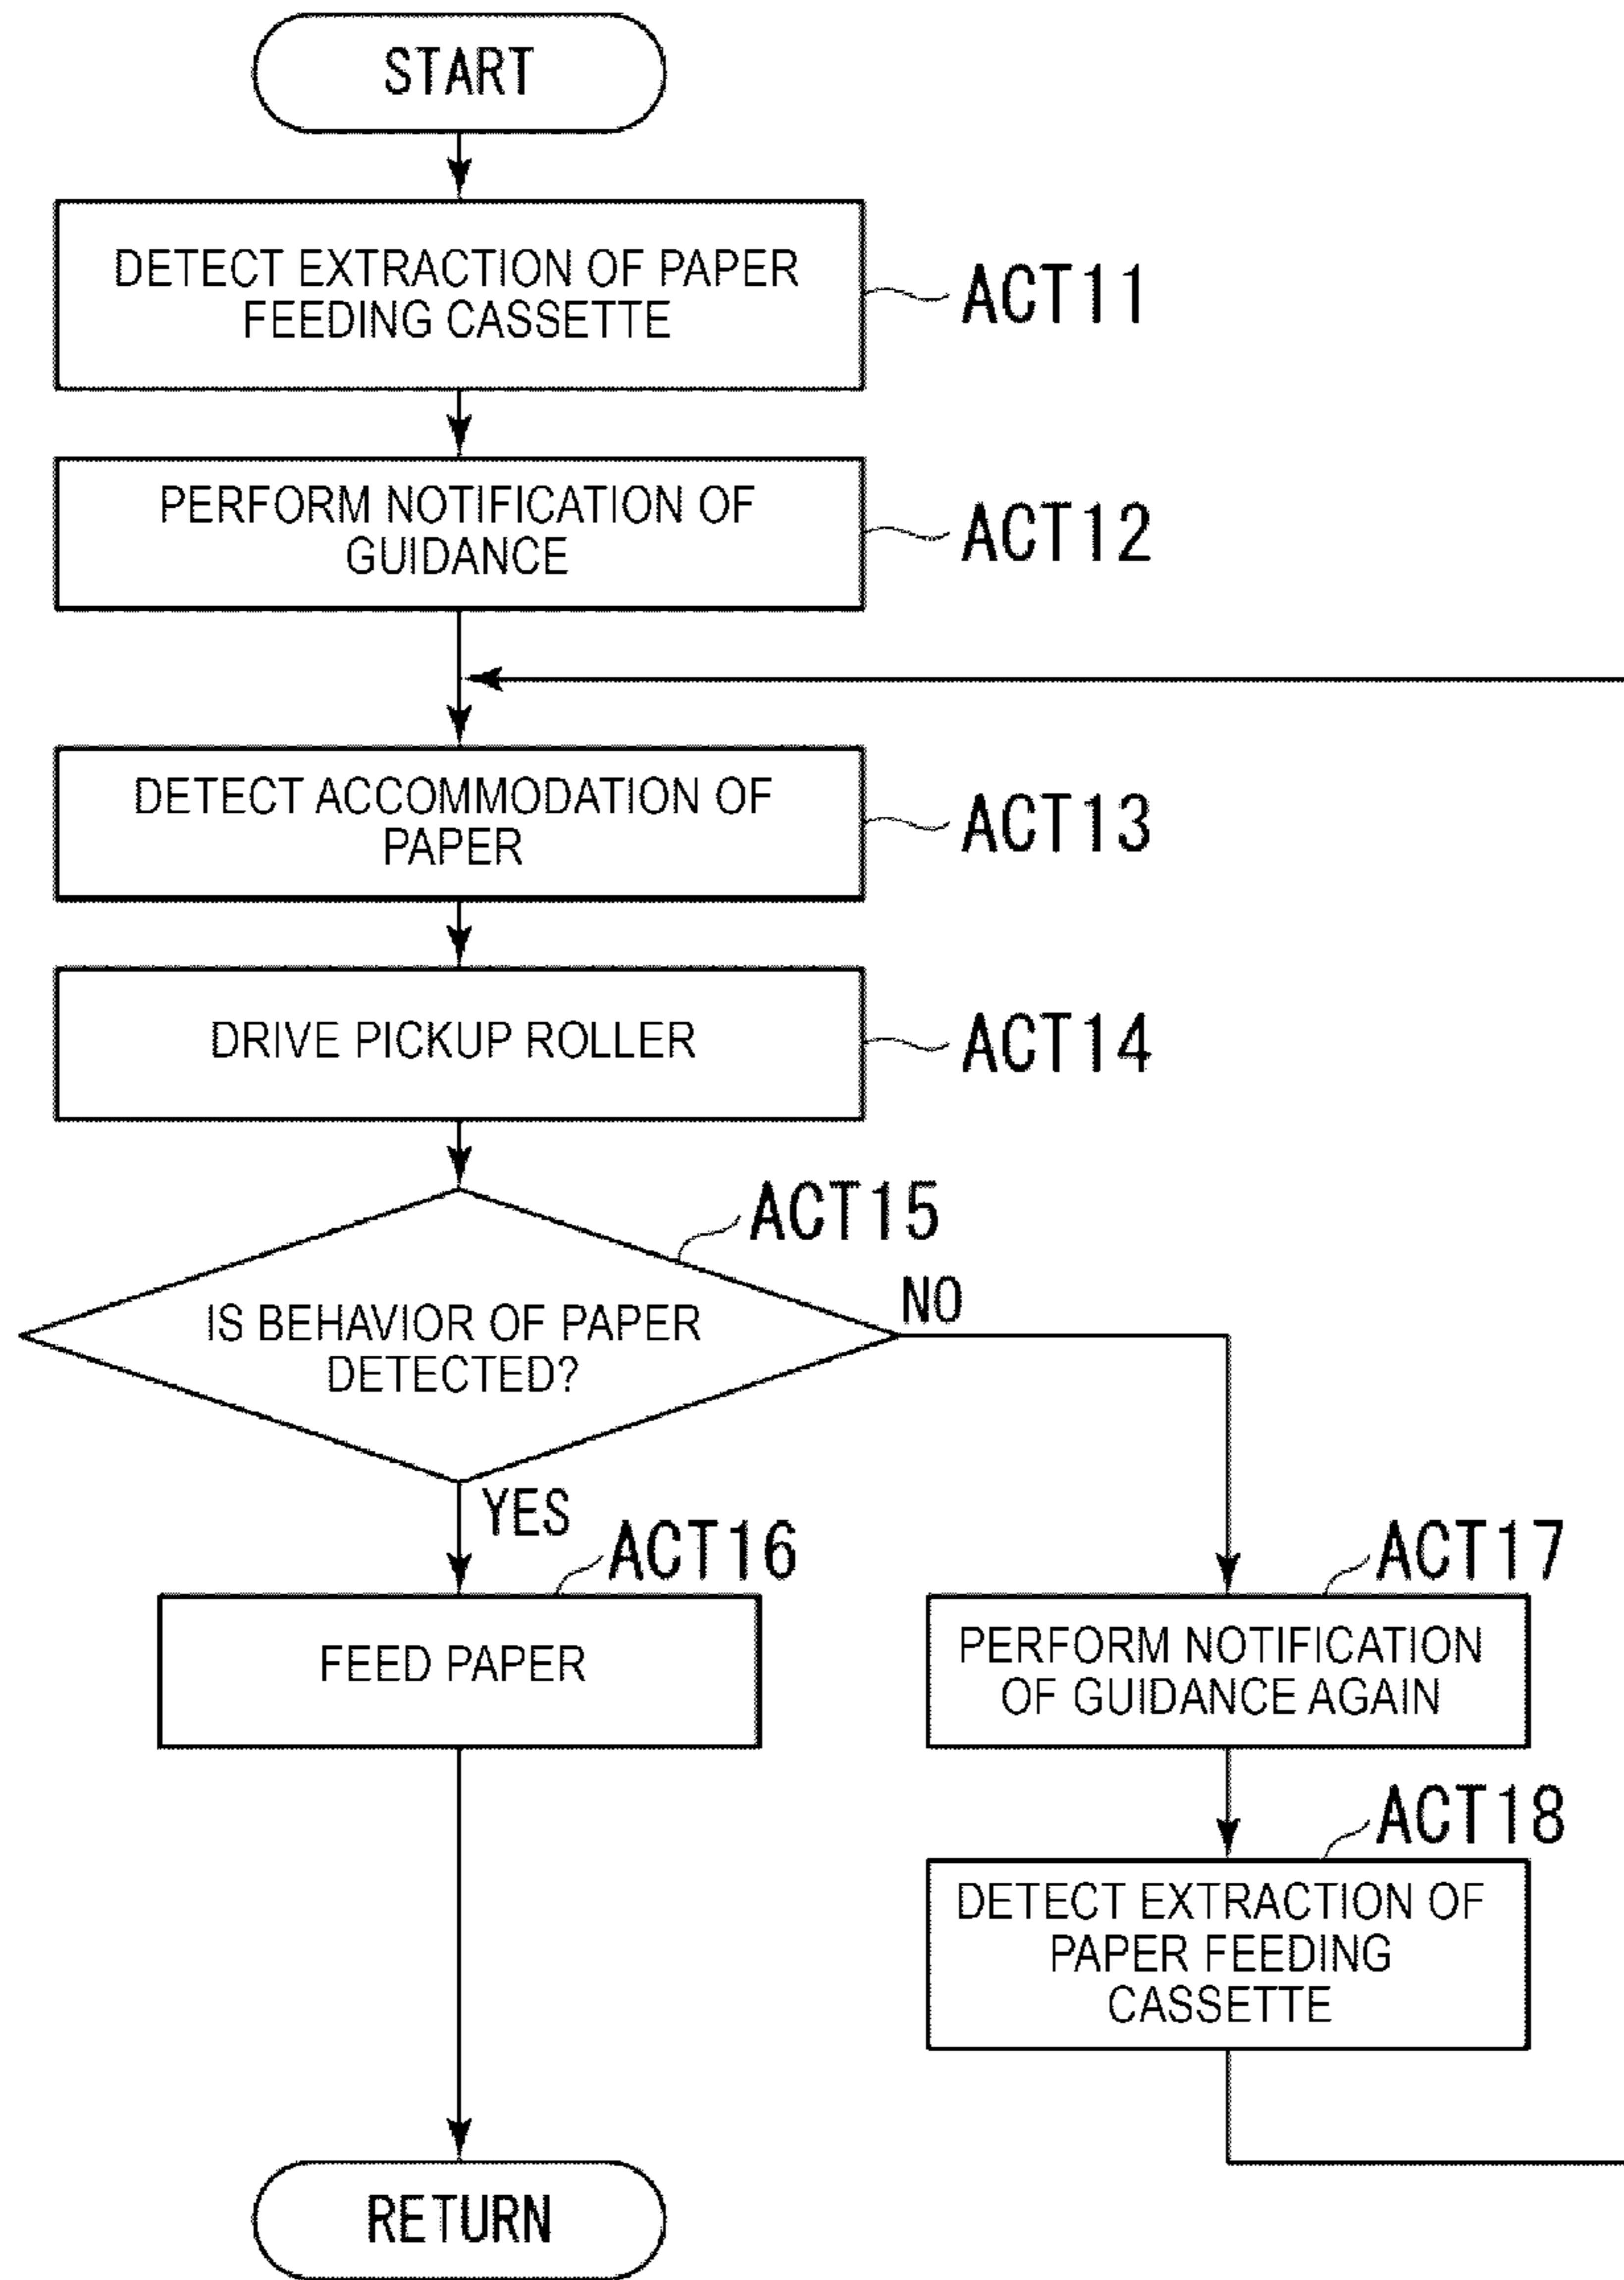 START
DETECT EXTRACTION OF PAPER
FEEDING CASSETTE
ACT11
PERFORM NOTIFICATION OF
GUIDANCE
ACT12
DETECT ACCOMMODATION OF
PAPER
ACT13
DRIVE PICKUP ROLLER
ACT14
ACT15
IS BEHAVIOR OF PAPER
DETECTED?
NO
YES
ACT16
FEED PAPER
ACT17
PERFORM NOTIFICATION
OF GUIDANCE AGAIN
ACT18
DETECT EXTRACTION OF
PAPER FEEDING
CASSETTE
RETURN